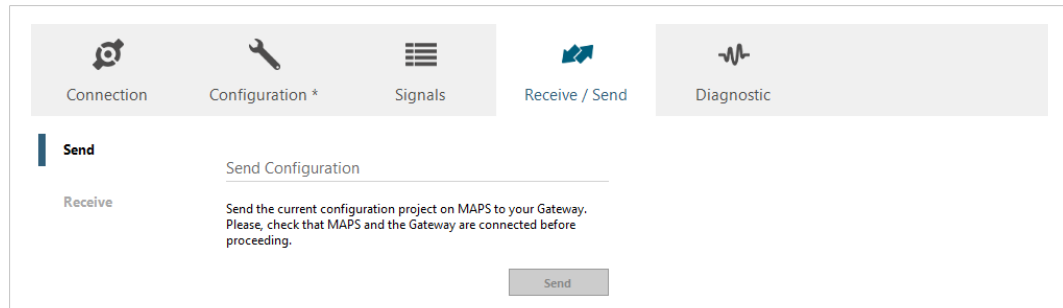 Connection
Configuration *
Signals
Receive / Send
Diagnostic
Send
Receive
Send Configuration
Send the current configuration project on MAPS to your Gateway.
Please, check that MAPS and the Gateway are connected before
proceeding.
Send